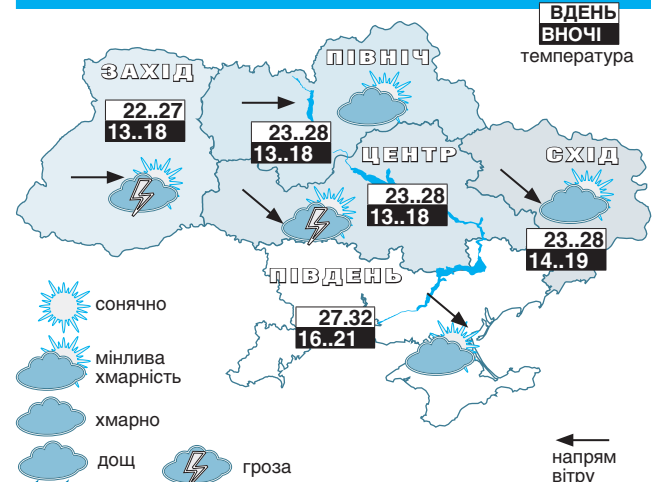 ВДЕНЬ
ВНОЧІ
температура
ПІВНІЧ
ЗАХІД
22..27
13..18
23..28
13..18
ЦЕНТР
СХІД
23..28
13..18
23..28
14..19
ПІВДЕНЬ
27.32
16..21
сонячно
мінлива
хмарність
хмарно
дощ
гроза
напрям
вітру